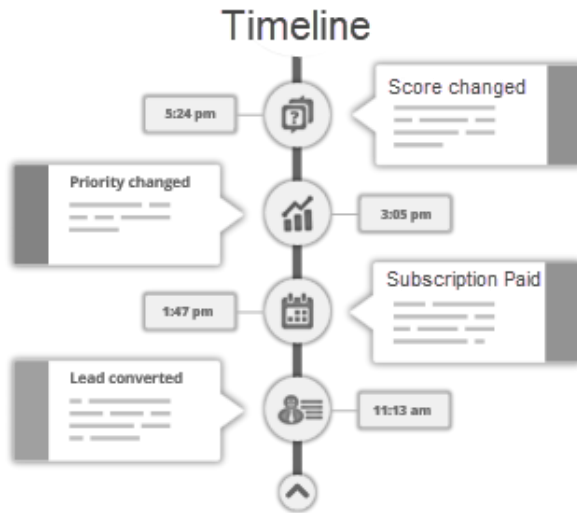 Timeline
Score changed
5:24 pm
?
Priority changed
3:05 pm
Subscription Paid
1:47 pm
Lead converted
11:13 am